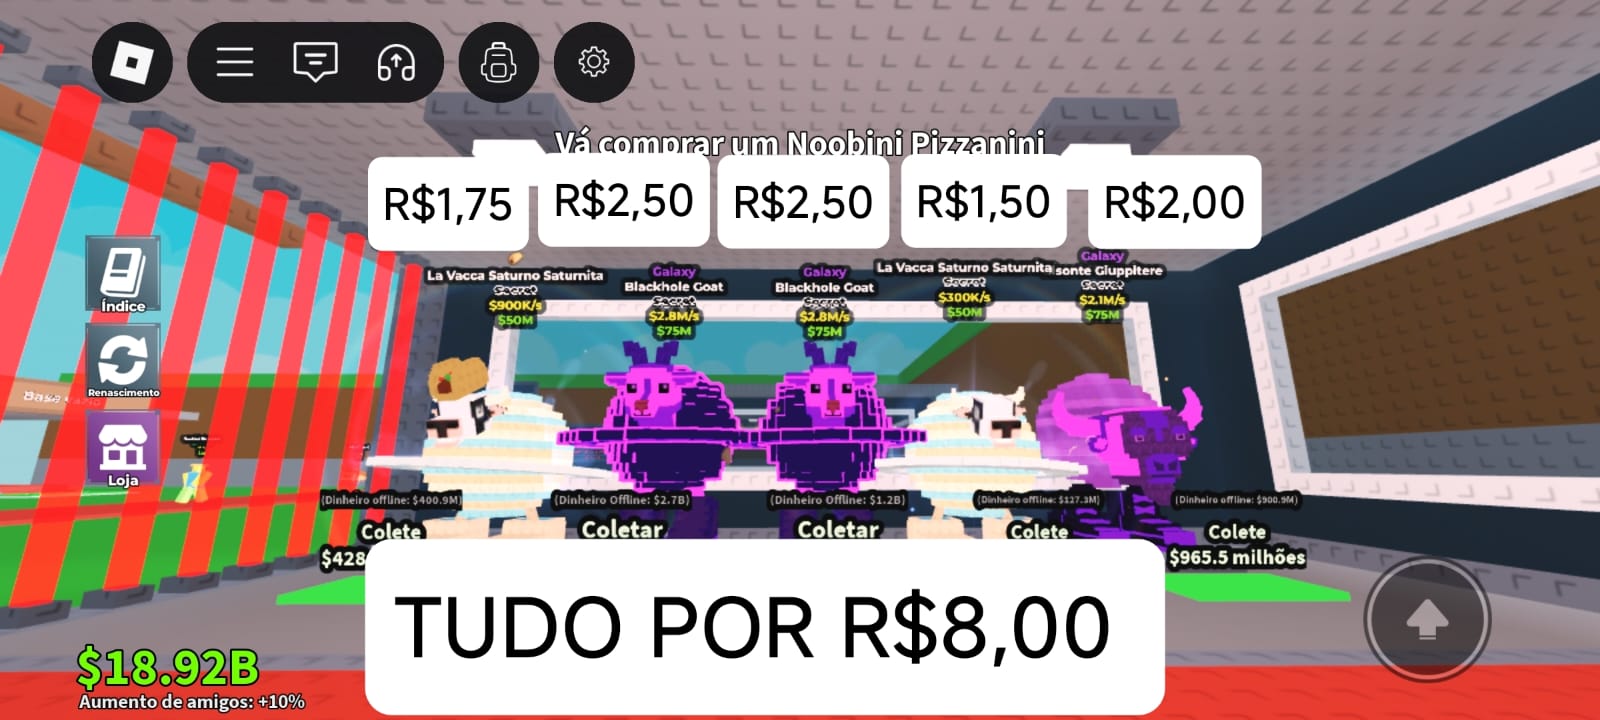 Vá comprar um Noobini Pizzanini
R$1,75
R$2,50
R$2,50
R$1,50
R$2,00
La Vacca Saturno Saturnita
Secret
$900K/s
$50M
Galaxy
Blackhole Goat
Secret
$2.8M/s
$75M
Galaxy
Blackhole Goat
Secret
$2.8M/s
$75M
La Vacca Saturno Saturnita
Secret
$300K/s
$50M
Galaxy
sonte Giuppitere
Secret
$2.1M/s
$75M
Índice
Renascimento
Loja
Base
(Dinheiro offline: $400.9M)
Colete
$428
(Dinheiro Offline: $2.7B)
Coletar
(Dinheiro Offline: $1.2B)
Coletar
(Dinheiro offline: $127.3M)
Colete
(Dinheiro offline: $900.9M)
Colete
$965.5 milhões
TUDO POR R$8,00
$18.92B
Aumento de amigos: +10%